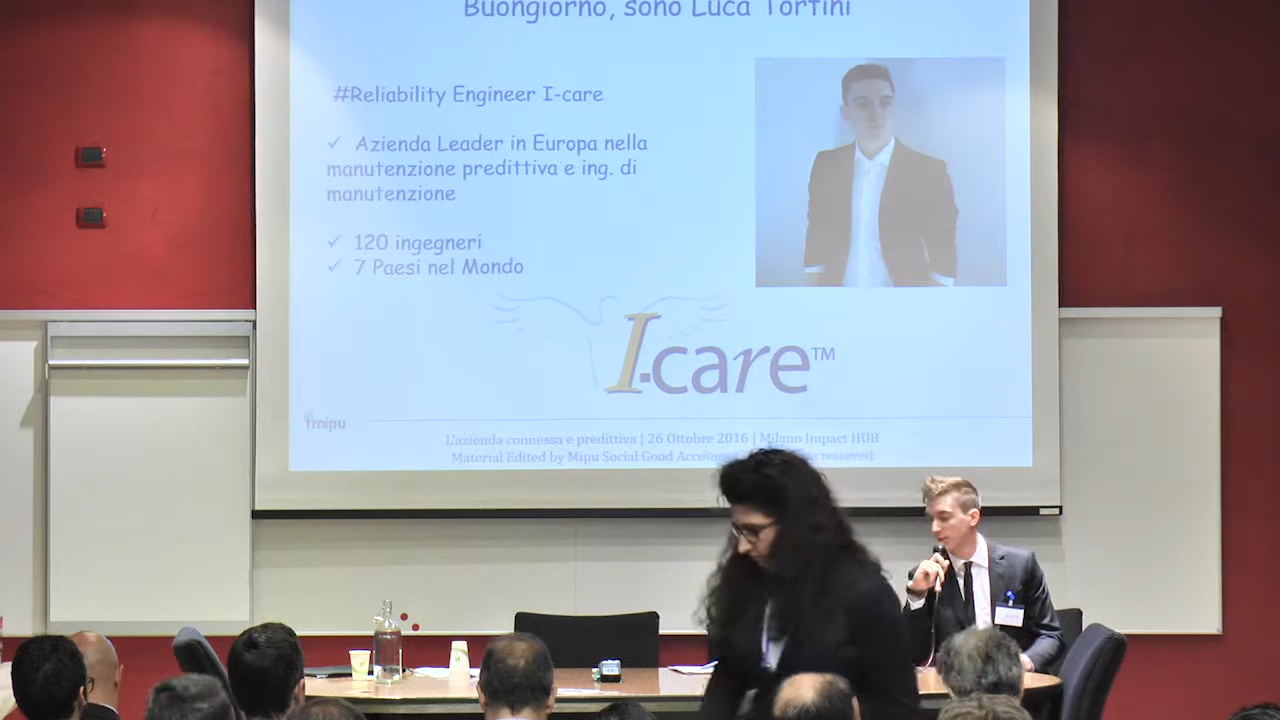 Buongiorno, sono Luca Torfini
#Reliability Engineer I-care
✓ Azienda Leader in Europa nella
manutenzione predittiva e ing. di
manutenzione
✓ 120 ingegneri
✓ 7 Paesi nel Mondo
I-care™
mipu
L'azienda connessa e predittiva | 26 Ottobre 2016 | Milano Impact HUB
Material Edited by Mipu Social Good